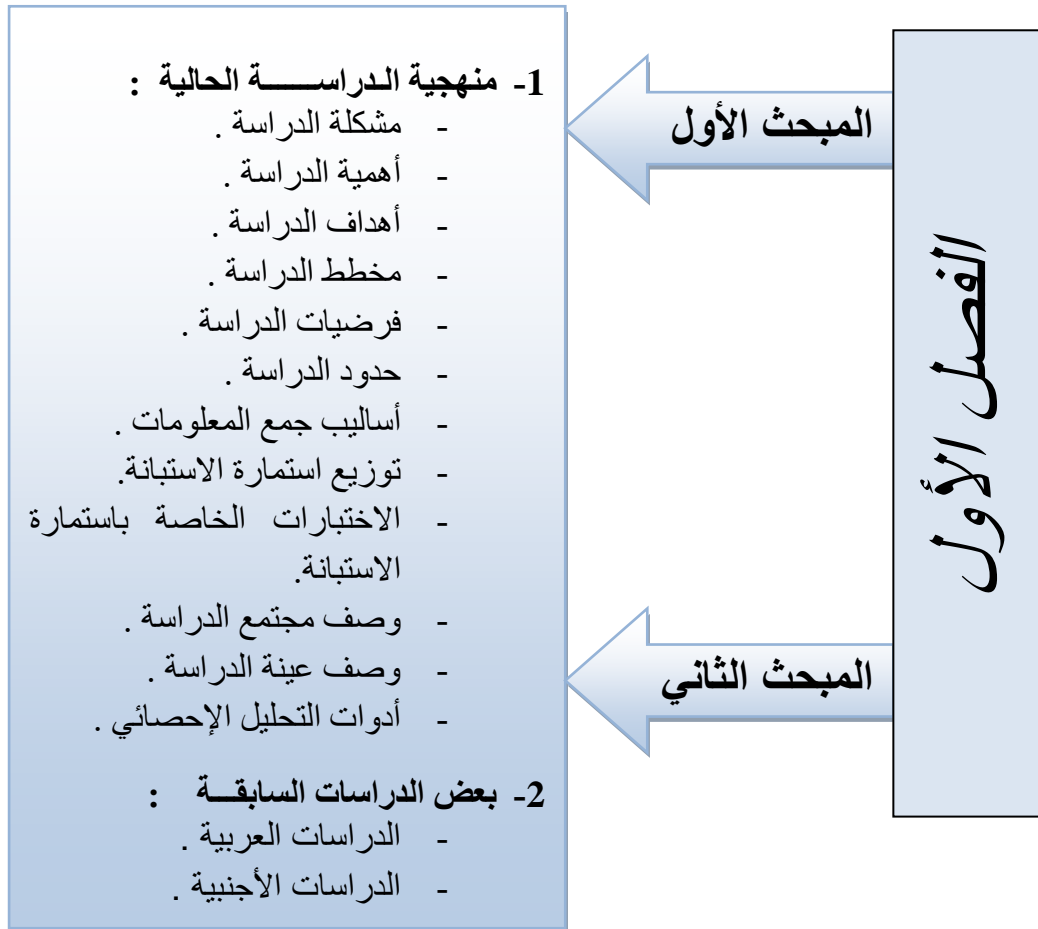 الفصل الأول
المبحث الأول
1- منهجية الدراســـــــة الحالية :
- مشكلة الدراسة .
- أهمية الدراسة .
- أهداف الدراسة .
- مخطط الدراسة .
- فرضيات الدراسة .
- حدود الدراسة .
- أساليب جمع المعلومات .
- توزيع استمارة الاستبانة.
- الاختبارات الخاصة باستمارة
الاستبانة.
- وصف مجتمع الدراسة .
- وصف عينة الدراسة .
- أدوات التحليل الإحصائي .
المبحث الثاني
2- بعض الدراسات السابقـــة :
- الدراسات العربية .
- الدراسات الأجنبية .